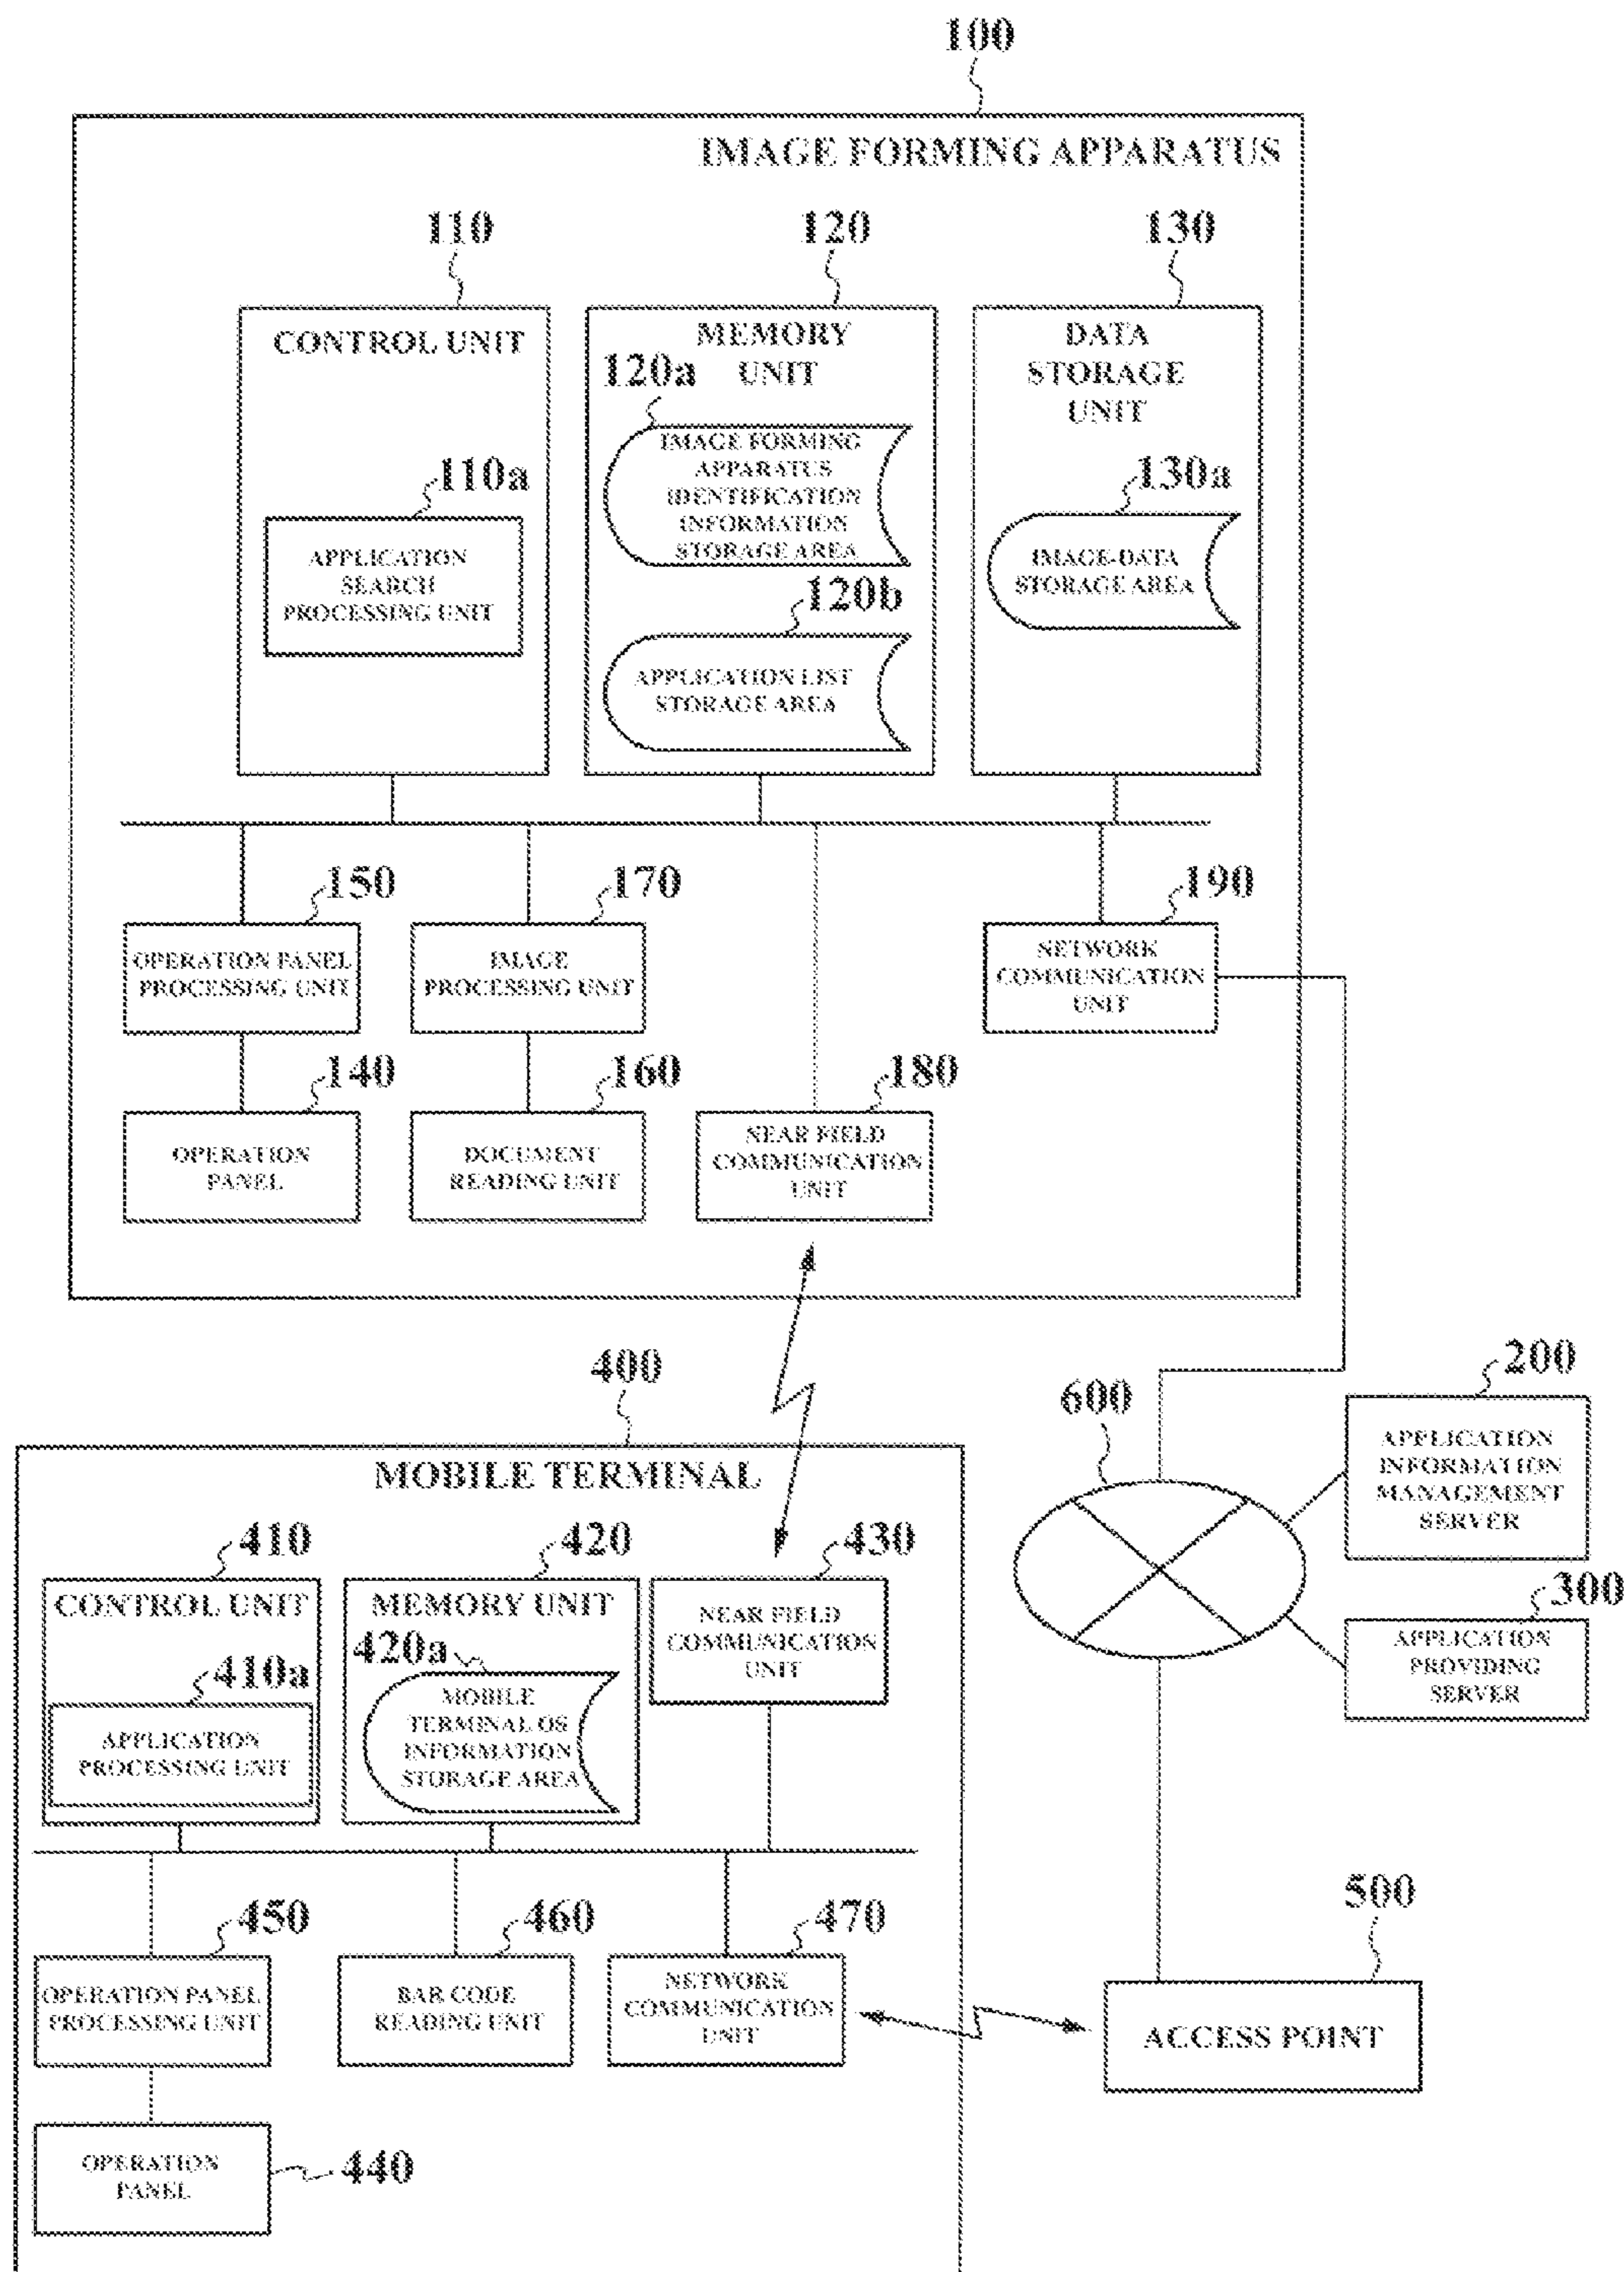 100
IMAGE FORMING APPARATUS
110
120
130
CONTROL UNIT
MEMORY
UNIT
DATA
STORAGE
UNIT
120a
IMAGE FORMING
APPARATUS
IDENTIFICATION
INFORMATION
STORAGE AREA
110a
APPLICATION
SEARCH
PROCESSING UNIT
130a
IMAGE-DATA
STORAGE AREA
120b
APPLICATION LIST
STORAGE AREA
150
OPERATION PANEL
PROCESSING UNIT
170
IMAGE
PROCESSING UNIT
190
NETWORK
COMMUNICATION
UNIT
140
OPERATION
PANEL
160
DOCUMENT
READING UNIT
180
NEAR FIELD
COMMUNICATION
UNIT
400
MOBILE TERMINAL
600
200
APPLICATION
INFORMATION
MANAGEMENT
SERVER
300
APPLICATION
PROVIDING
SERVER
410
CONTROL UNIT
410a
APPLICATION
PROCESSING UNIT
420
MEMORY UNIT
420a
MOBILE
TERMINAL OS
INFORMATION
STORAGE AREA
430
NEAR FIELD
COMMUNICATION
UNIT
450
OPERATION PANEL
PROCESSING UNIT
460
BAR CODE
READING UNIT
470
NETWORK
COMMUNICATION
UNIT
500
ACCESS POINT
OPERATION
PANEL
440